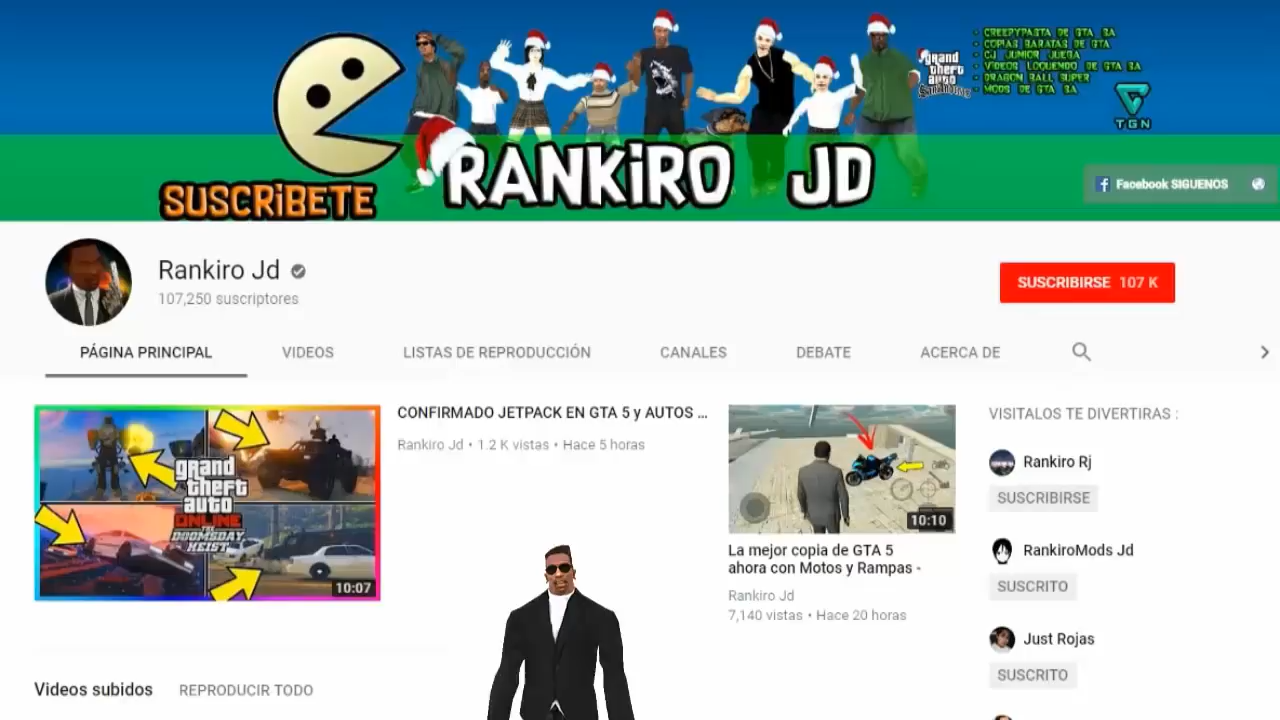 - CREEPYPASTA DE GTA SA
- COPIAS BARATAS DE GTA
- CJ JUNIOR JUEGA
- VIDEOS LOQUENDO DE GTA SA
- DRAGON BALL SUPER
- MODS DE GTA SA
grand
theft
auto
SanAndreas
TGN
SUSCRiBETE
RANKiRO JD
Facebook SIGUENOS
Rankiro Jd
107,250 suscriptores
SUSCRIBIRSE 107 K
PÁGINA PRINCIPAL
VIDEOS
LISTAS DE REPRODUCCIÓN
CANALES
DEBATE
ACERCA DE
grand
theft
auto
ONLINE
THE
DOOMSDAY
HEIST
10:07
CONFIRMADO JETPACK EN GTA 5 y AUTOS ...
Rankiro Jd • 1.2 K vistas • Hace 5 horas
10:10
La mejor copia de GTA 5
ahora con Motos y Rampas -
Rankiro Jd
7,140 vistas • Hace 20 horas
VISITALOS TE DIVERTIRAS :
Rankiro Rj
SUSCRIBIRSE
RankiroMods Jd
SUSCRITO
Just Rojas
SUSCRITO
Videos subidos
REPRODUCIR TODO